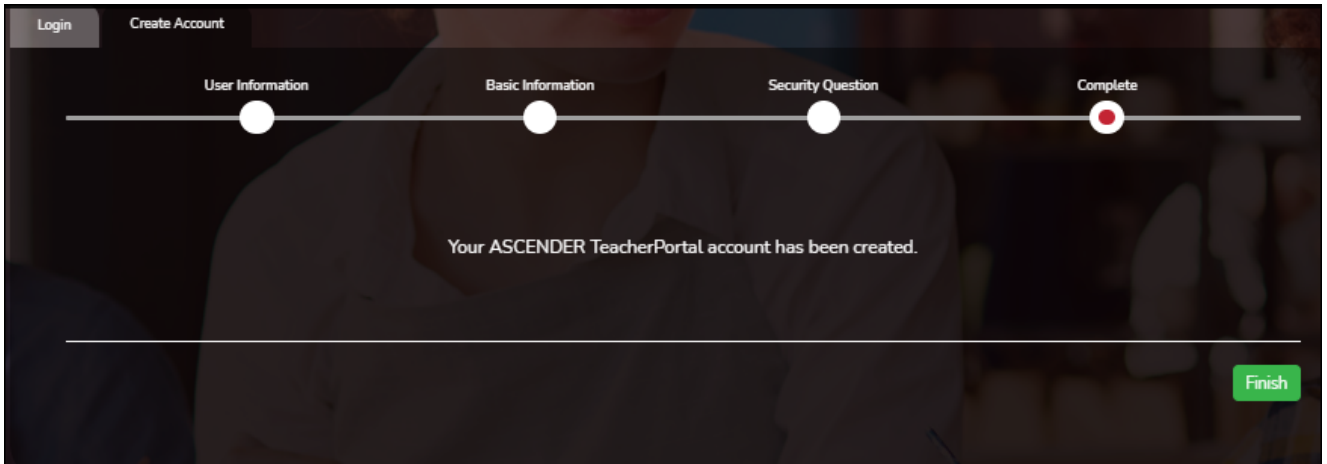 Login Create Account
User Information Basic Information Security Question Complete
Your ASCENDER TeacherPortal account has been created.
Finish